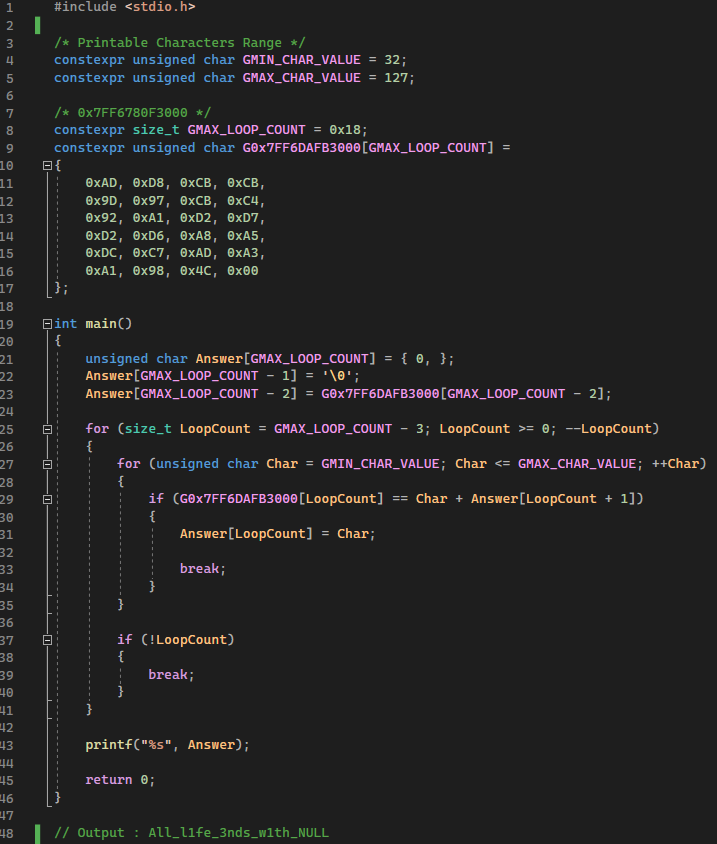 1 #include <stdio.h>
2
3 /* Printable Characters Range */
4 constexpr unsigned char GMIN_CHAR_VALUE = 32;
5 constexpr unsigned char GMAX_CHAR_VALUE = 127;
6
7 /* 0x7FF6780F3000 */
8 constexpr size_t GMAX_LOOP_COUNT = 0x18;
9 constexpr unsigned char G0x7FF6DAFB3000[GMAX_LOOP_COUNT] =
10 {
11     0xAD, 0xD8, 0xCB, 0xCB,
12     0x9D, 0x97, 0xCB, 0xC4,
13     0x92, 0xA1, 0xD2, 0xD7,
14     0xD2, 0xD6, 0xA8, 0xA5,
15     0xDC, 0xC7, 0xAD, 0xA3,
16     0xA1, 0x98, 0x4C, 0x00
17 };
18
19 int main()
20 {
21     unsigned char Answer[GMAX_LOOP_COUNT] = { 0, };
22     Answer[GMAX_LOOP_COUNT - 1] = '\0';
23     Answer[GMAX_LOOP_COUNT - 2] = G0x7FF6DAFB3000[GMAX_LOOP_COUNT - 2];
24
25     for (size_t LoopCount = GMAX_LOOP_COUNT - 3; LoopCount >= 0; --LoopCount)
26     {
27         for (unsigned char Char = GMIN_CHAR_VALUE; Char <= GMAX_CHAR_VALUE; ++Char)
28         {
29             if (G0x7FF6DAFB3000[LoopCount] == Char + Answer[LoopCount + 1])
30             {
31                 Answer[LoopCount] = Char;
32
33                 break;
34             }
35         }
36
37         if (!LoopCount)
38         {
39             break;
40         }
41     }
42
43     printf("%s", Answer);
44
45     return 0;
46 }
47
48 // Output : All_l1fe_3nds_w1th_NULL